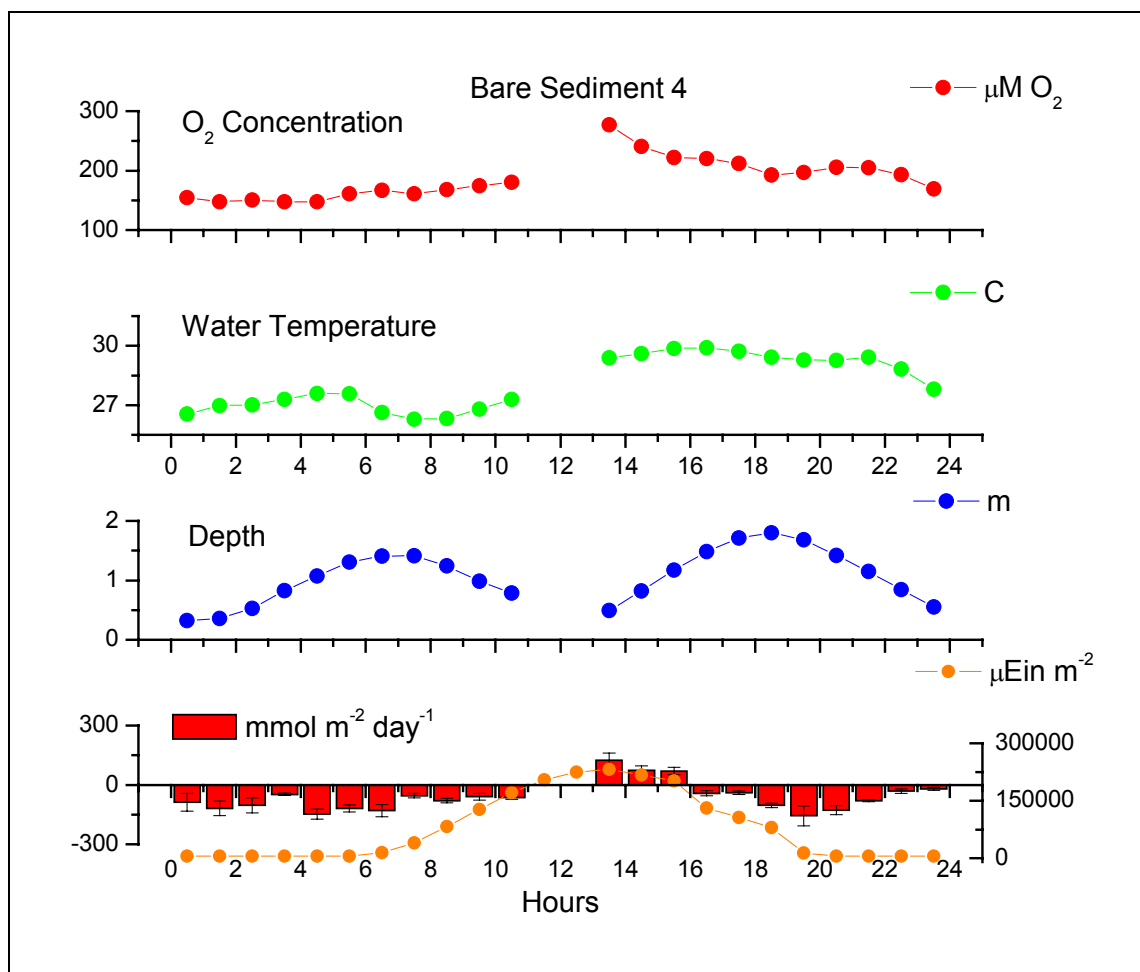 Bare Sediment 4
μM O₂
O₂ Concentration
300
200
100
C
Water Temperature
30
27
0 2 4 6 8 10 12 14 16 18 20 22 24
m
Depth
2
1
0
μEin m⁻²
mmol m⁻² day⁻¹
300 300000
0 150000
-300 0
0 2 4 6 8 10 12 14 16 18 20 22 24
Hours